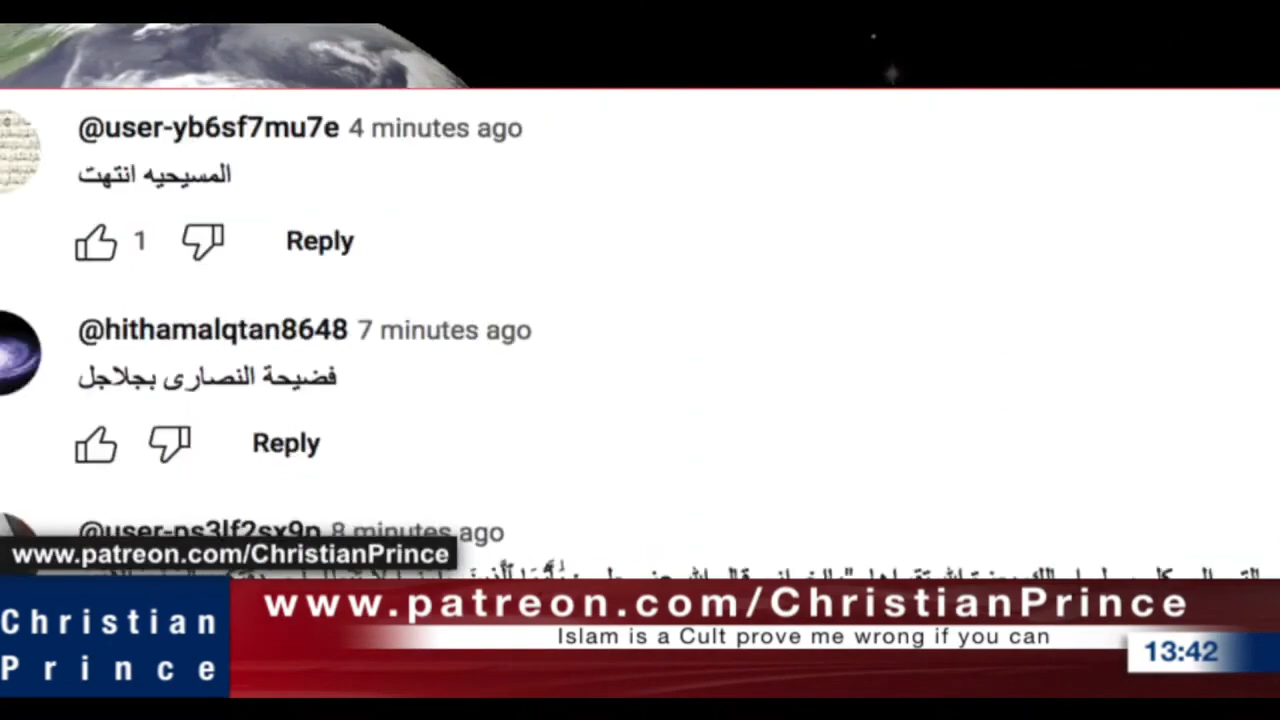 @user-yb6sf7mu7e 4 minutes ago
المسيحيه انتهت
1 Reply
@hithamalqtan8648 7 minutes ago
فضيحة النصارى بجلاجل
Reply
@user-ns3lf2sx9n 8 minutes ago
www.patreon.com/ChristianPrince
Christian
Prince
www.patreon.com/ChristianPrince
Islam is a Cult prove me wrong if you can
13:42